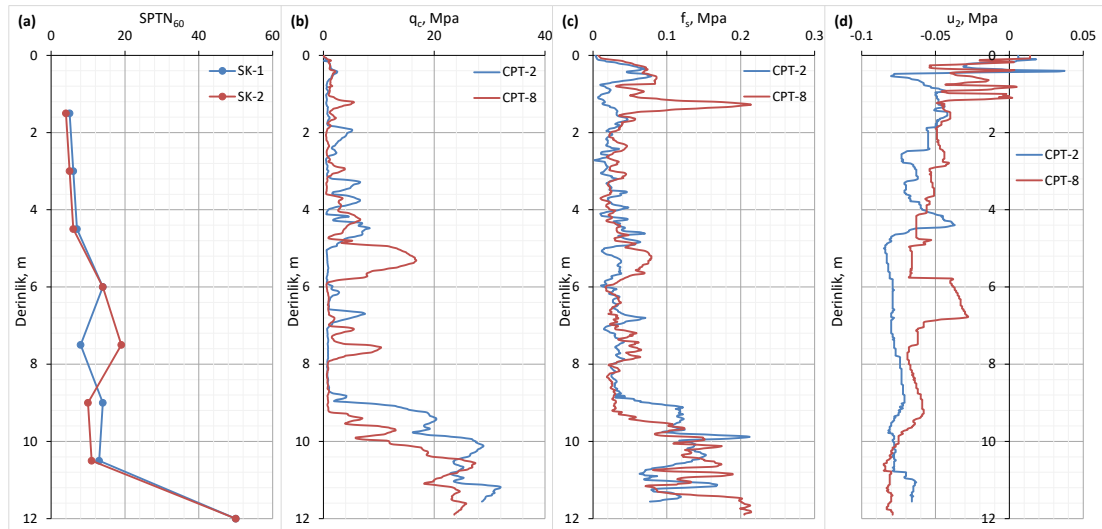 (a) SPTN60
0 20 40 60
0
2
4
6
8
10
12
Derinlik, m
SK-1
SK-2
(b) qc, Mpa
0 20 40
0
2
4
6
8
10
12
Derinlik, m
CPT-2
CPT-8
(c) fs, Mpa
0 0.1 0.2 0.3
0
2
4
6
8
10
12
Derinlik, m
CPT-2
CPT-8
(d) u2, Mpa
-0.1 -0.05 0 0.05
0
2
4
6
8
10
12
Derinlik, m
CPT-2
CPT-8